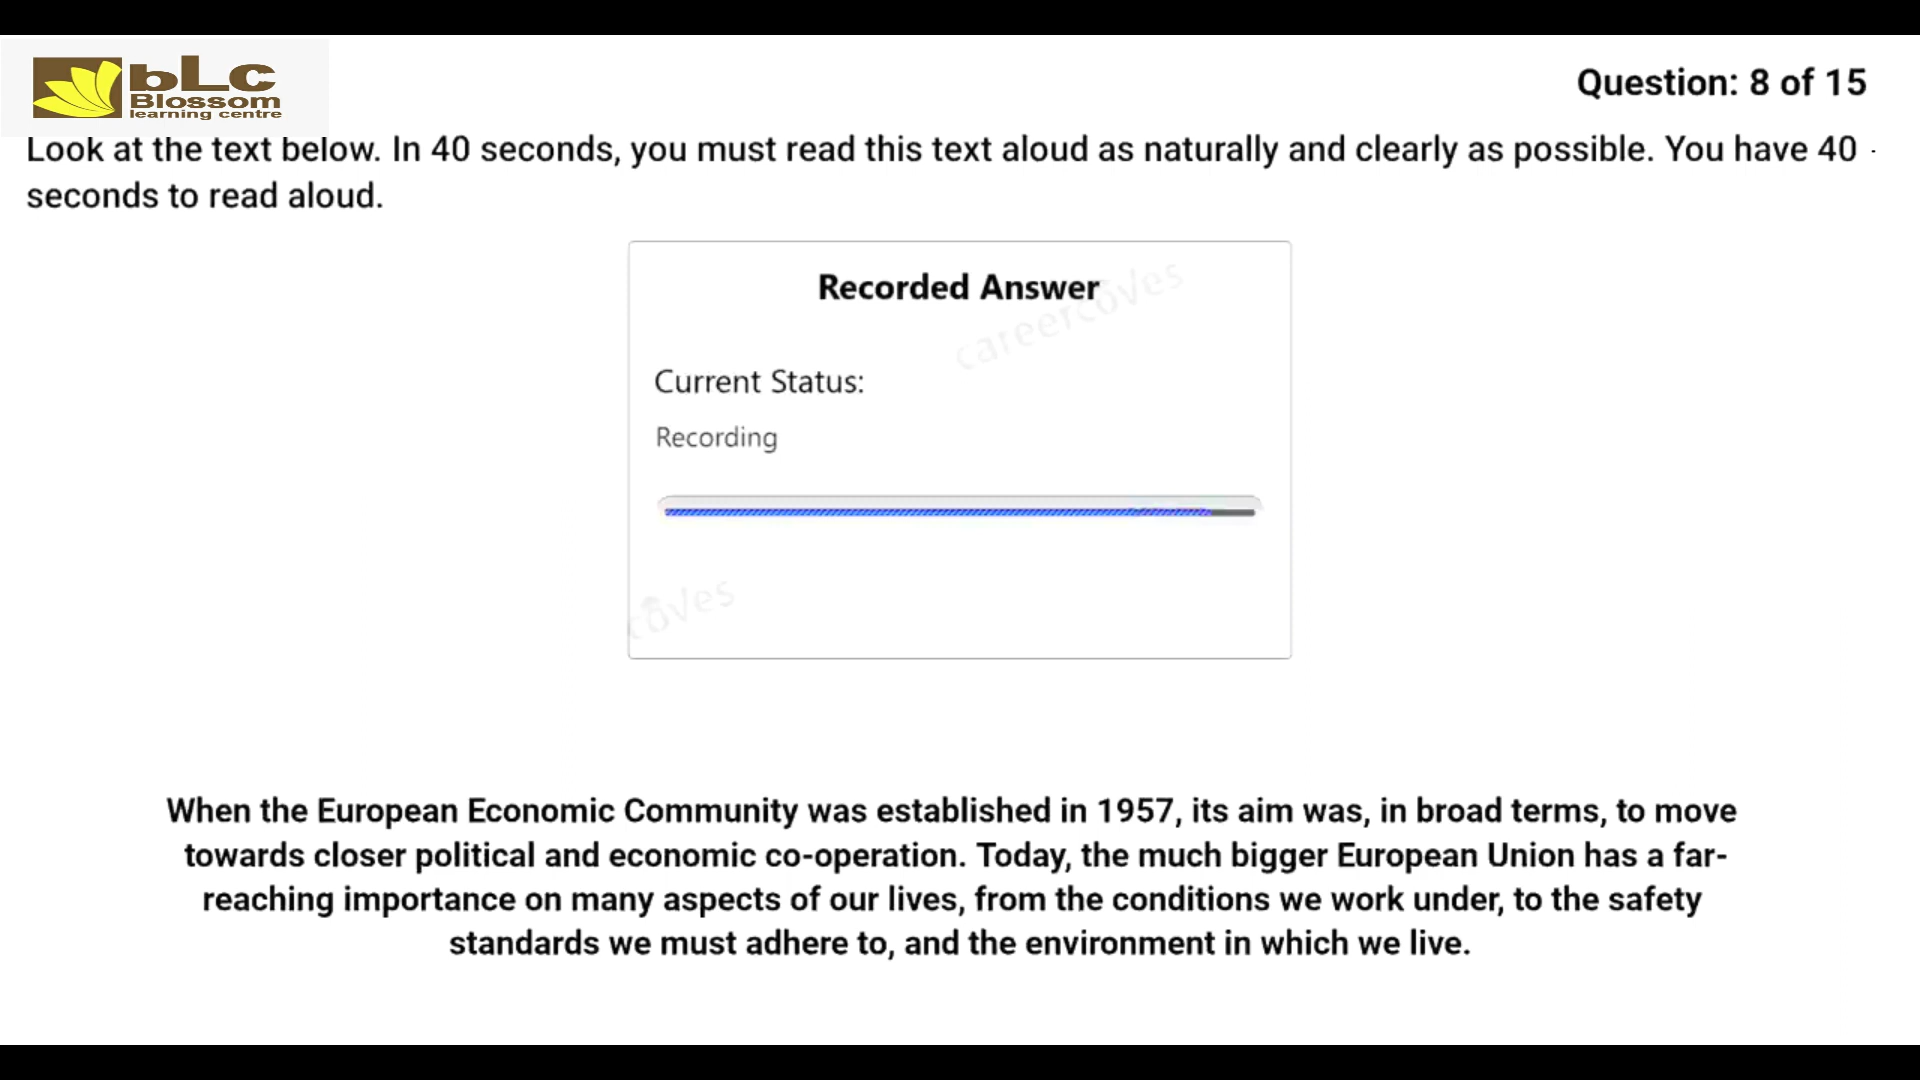 bLc
Blossom
learning centre
Question: 8 of 15
Look at the text below. In 40 seconds, you must read this text aloud as naturally and clearly as possible. You have 40
seconds to read aloud.
Recorded Answer
careercoves
Current Status:
Recording
coves
When the European Economic Community was established in 1957, its aim was, in broad terms, to move
towards closer political and economic co-operation. Today, the much bigger European Union has a far-
reaching importance on many aspects of our lives, from the conditions we work under, to the safety
standards we must adhere to, and the environment in which we live.